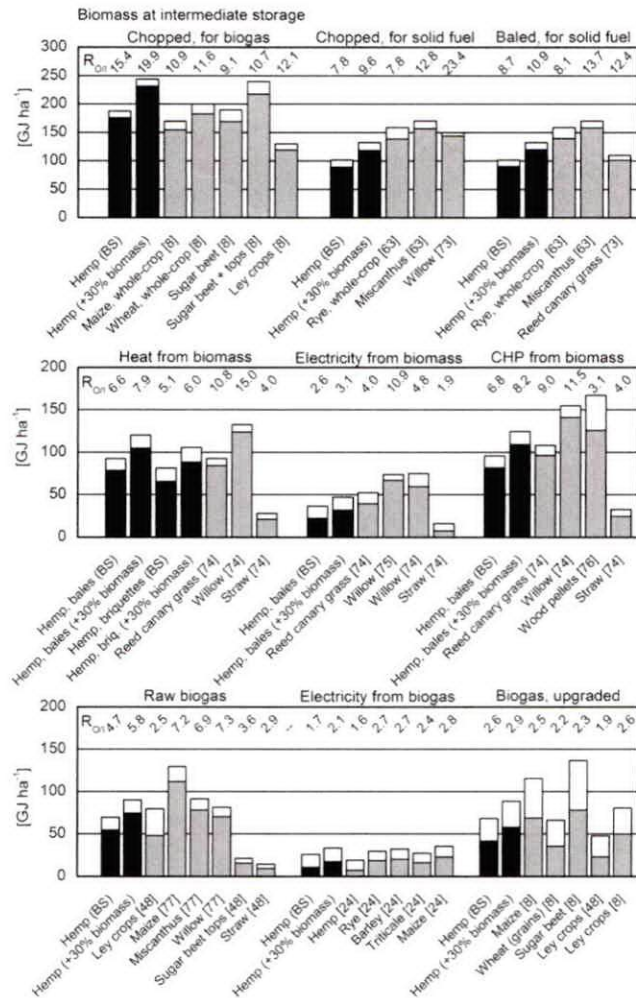 Biomass at intermediate storage
Chopped, for biogas Chopped, for solid fuel Baled, for solid fuel
300
R O/I 15.4 19.9 10.9 11.6 9.1 10.7 12.1 7.8 9.6 7.8 12.8 23.4 8.7 10.9 8.1 13.7 12.4
250
200
150
100
50
0
[GJ ha⁻¹]
Hemp (BS)
Hemp (+30% biomass)
Maize, whole-crop [8]
Wheat, whole-crop [8]
Sugar beet [8]
Sugar beet + tops [8]
Ley crops [8]
Hemp (BS)
Hemp (+30% biomass)
Rye, whole-crop [63]
Miscanthus [63]
Willow [73]
Hemp (BS)
Hemp (+30% biomass)
Rye, whole-crop [63]
Miscanthus [63]
Reed canary grass [73]
Heat from biomass Electricity from biomass CHP from biomass
200
R O/I 6.6 7.9 5.1 6.0 10.8 15.0 4.0 2.6 3.1 4.0 10.9 4.8 1.9 6.8 8.2 9.0 11.5 3.1 4.0
150
100
50
0
[GJ ha⁻¹]
Hemp, bales (BS)
Hemp, bales (+30% biomass)
Hemp, briquettes (BS)
Hemp, briq. (+30% biomass)
Reed canary grass [74]
Willow [74]
Straw [74]
Hemp, bales (BS)
Hemp, bales (+30% biomass)
Reed canary grass [74]
Willow [75]
Willow [74]
Straw [74]
Hemp, bales (BS)
Hemp, bales (+30% biomass)
Reed canary grass [74]
Willow [74]
Wood pellets [76]
Straw [74]
Raw biogas Electricity from biogas Biogas, upgraded
200
R O/I 4.7 5.8 2.5 7.2 6.9 7.3 3.6 2.9 -- 1.7 2.1 1.6 2.7 2.7 2.4 2.8 2.6 2.9 2.5 2.2 2.3 1.9 2.6
150
100
50
0
[GJ ha⁻¹]
Hemp (BS)
Hemp (+30% biomass)
Ley crops [48]
Maize [77]
Miscanthus [77]
Willow [77]
Sugar beet tops [48]
Straw [48]
Hemp (BS)
Hemp (+30% biomass)
Hemp [24]
Rye [24]
Barley [24]
Triticale [24]
Maize [24]
Hemp (BS)
Hemp (+30% biomass)
Maize [8]
Wheat (grains) [8]
Sugar beet [8]
Ley crops [48]
Ley crops [8]